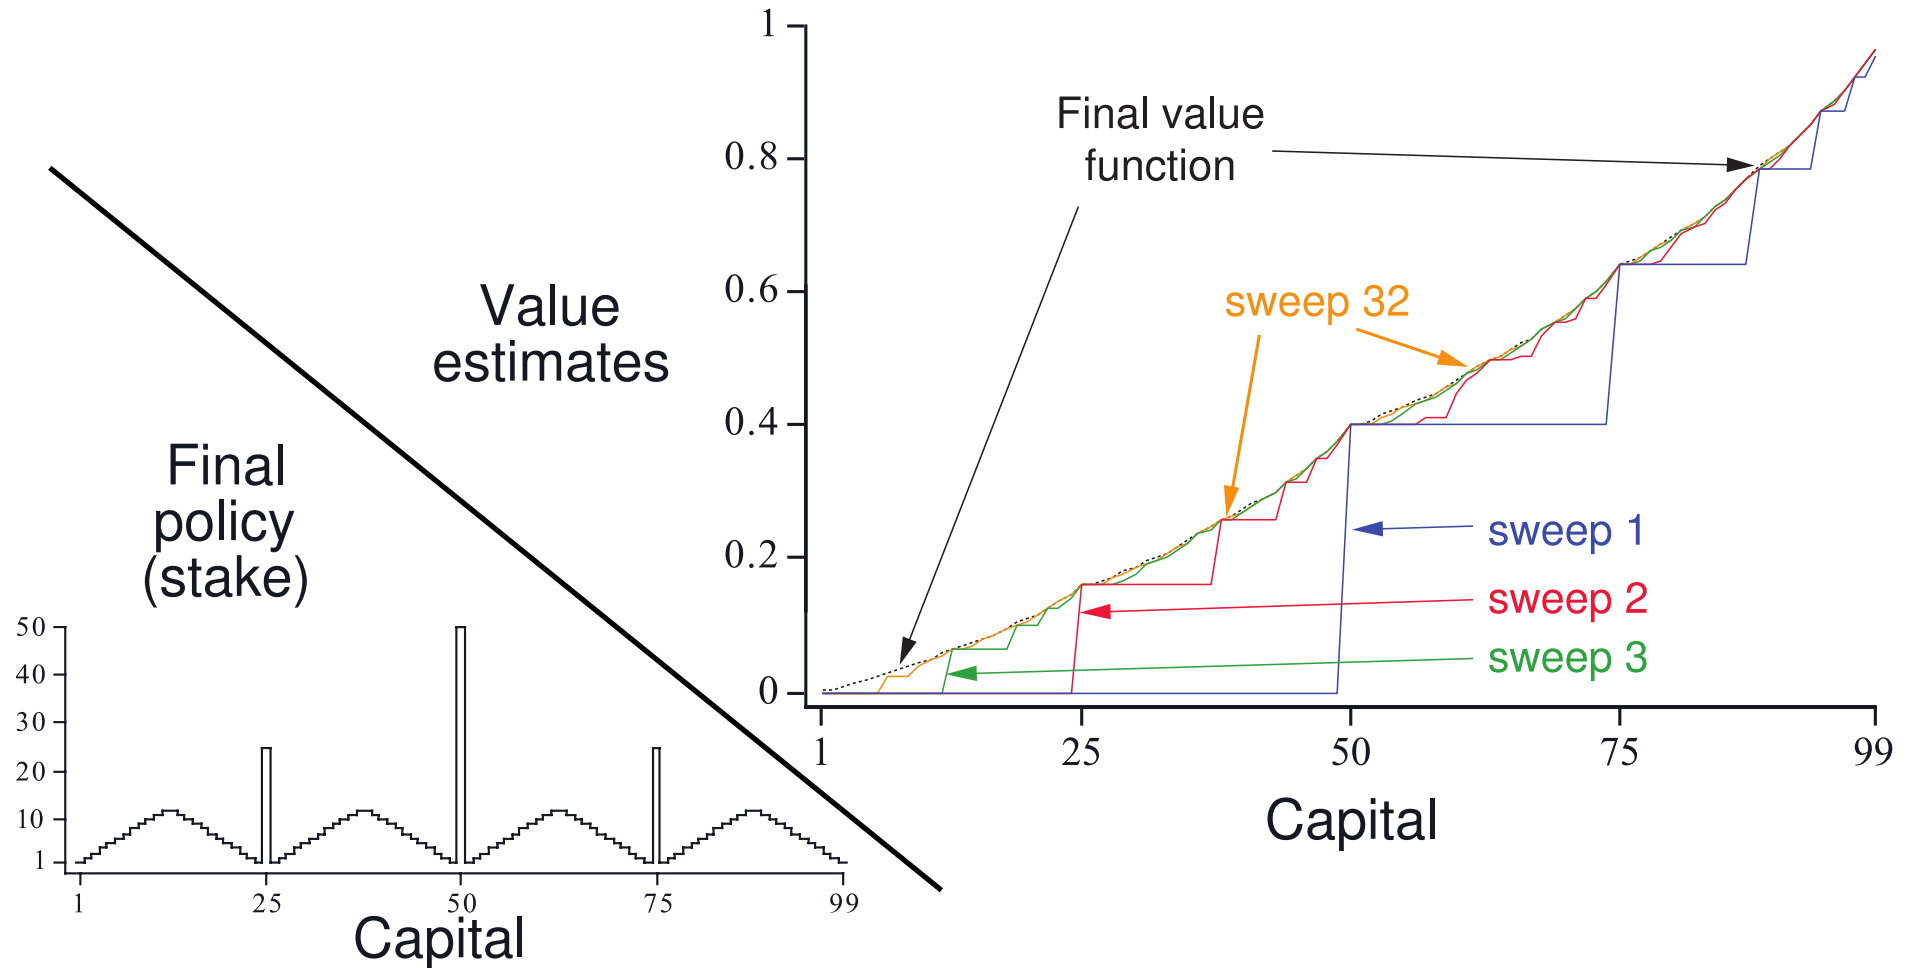 1
0.8
0.6
0.4
0.2
0
Final value
function
sweep 32
sweep 1
sweep 2
sweep 3
1 25 50 75 99
Capital
Value
estimates
Final
policy
(stake)
50
40
30
20
10
1
1 25 50 75 99
Capital